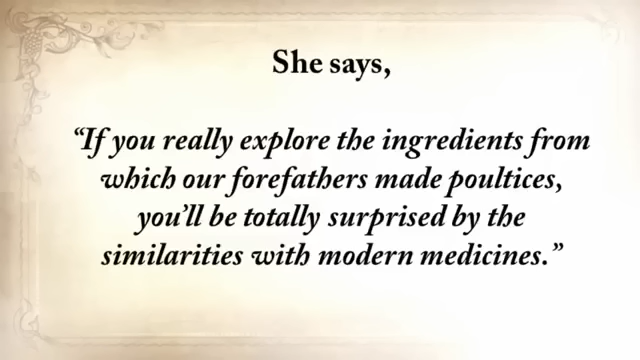 She says,
“If you really explore the ingredients from
which our forefathers made poultices,
you’ll be totally surprised by the
similarities with modern medicines.”